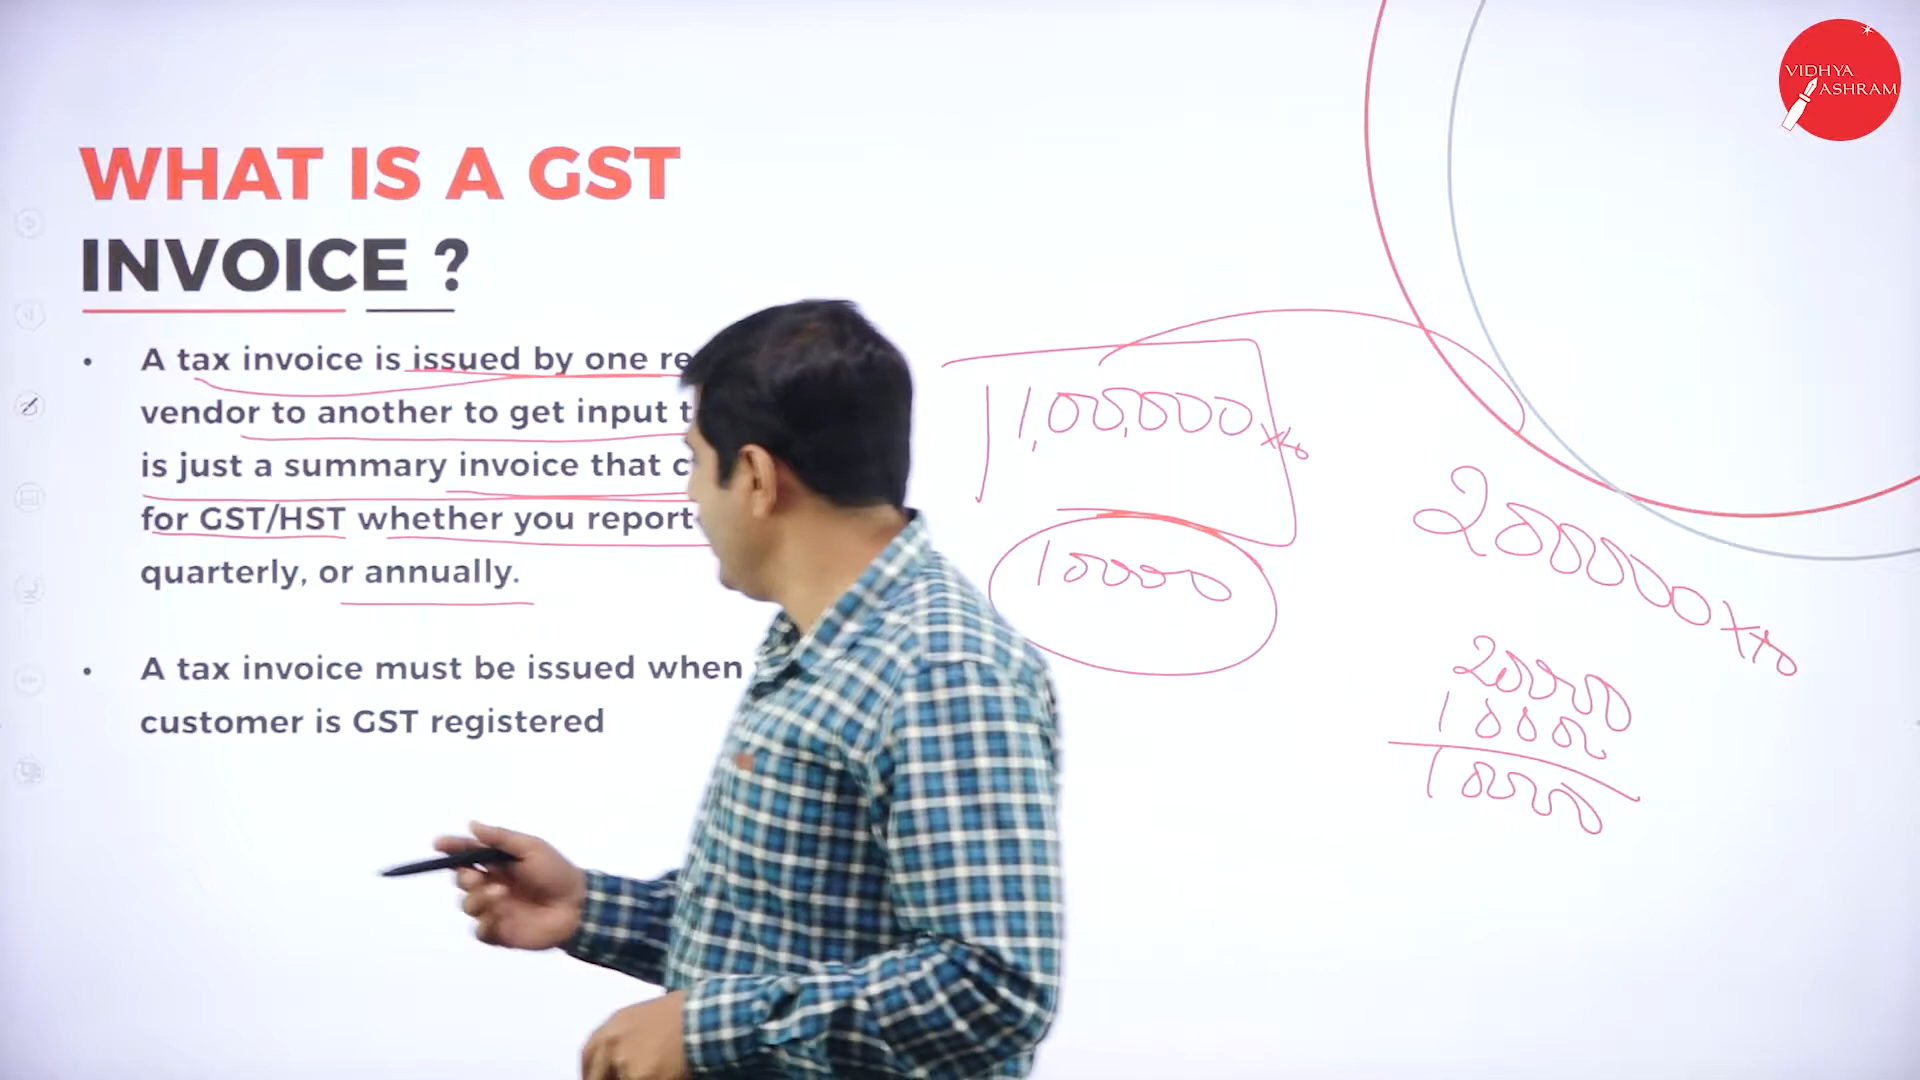 VIDHYA
ASHRAM
WHAT IS A GST
INVOICE ?
• A tax invoice is issued by one re
vendor to another to get input t
is just a summary invoice that c
for GST/HST whether you report
quarterly, or annually.
• A tax invoice must be issued when
customer is GST registered
1,00,000
10000
200000
20000
10000